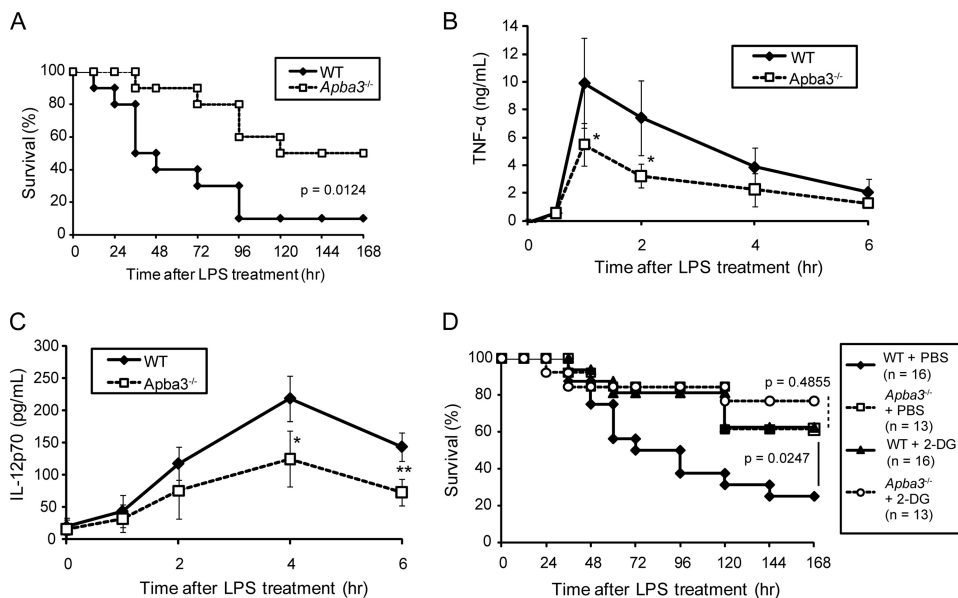 A
WT
Apba3-/-
Survival (%)
100
80
60
40
20
0
p = 0.0124
0 24 48 72 96 120 144 168
Time after LPS treatment (hr)
B
WT
Apba3-/-
TNF-α (ng/mL)
14
12
10
8
6
4
2
0
*
*
0 2 4 6
Time after LPS treatment (hr)
C
WT
Apba3-/-
IL-12p70 (pg/mL)
300
250
200
150
100
50
0
*
**
0 2 4 6
Time after LPS treatment (hr)
D
Survival (%)
100
80
60
40
20
0
p = 0.4855
p = 0.0247
0 24 48 72 96 120 144 168
Time after LPS treatment (hr)
WT + PBS
(n = 16)
Apba3-/-
+ PBS
(n = 13)
WT + 2-DG
(n = 16)
Apba3-/-
+ 2-DG
(n = 13)